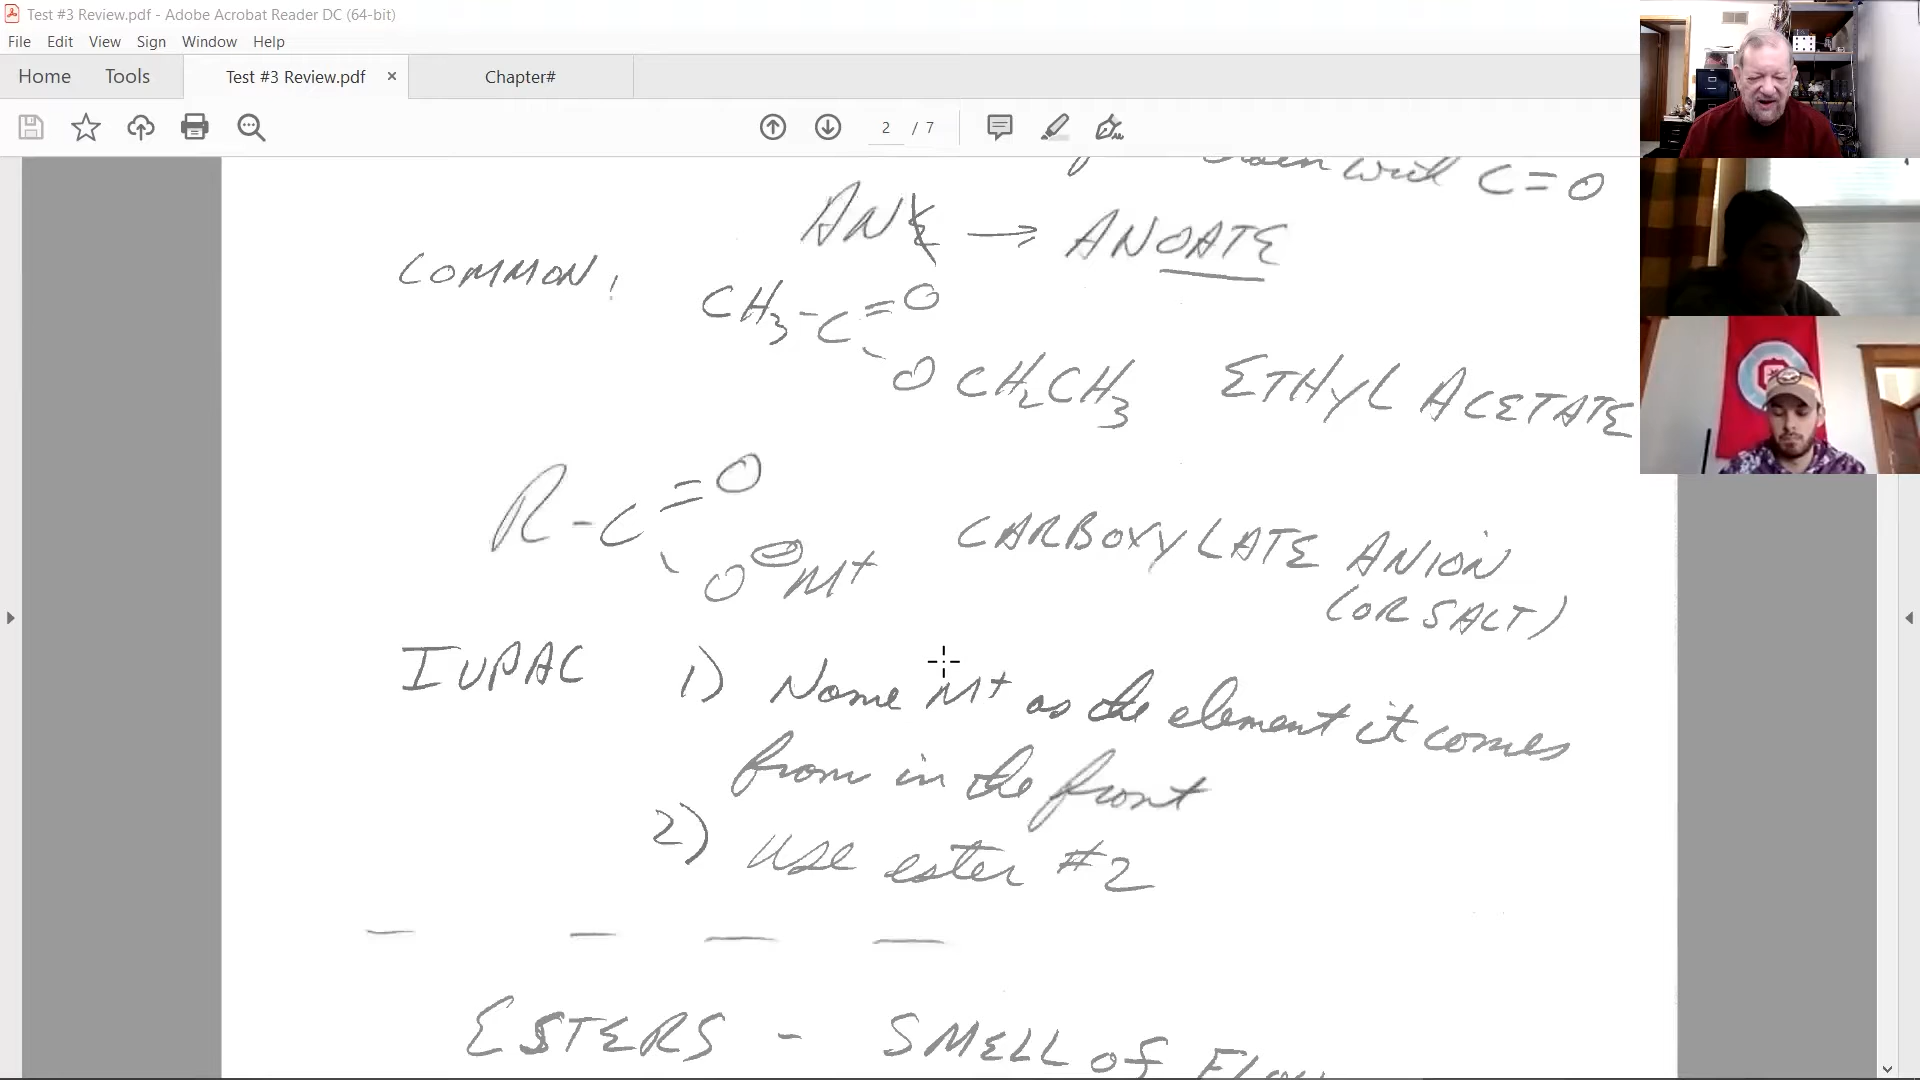 Test #3 Review.pdf - Adobe Acrobat Reader DC (64-bit)
File Edit View Sign Window Help
Home Tools Test #3 Review.pdf × Chapter#
2 / 7
with C=O
ANE → ANOATE
COMMON:
CH3-C=O
OCH2CH3 ETHYL ACETATE
R-C=O
O⊖M+ CARBOXYLATE ANION
(OR SALT)
IUPAC 1) Name M+ as the element it comes
from in the front
2) Use ester #2
ESTERS - SMELL of